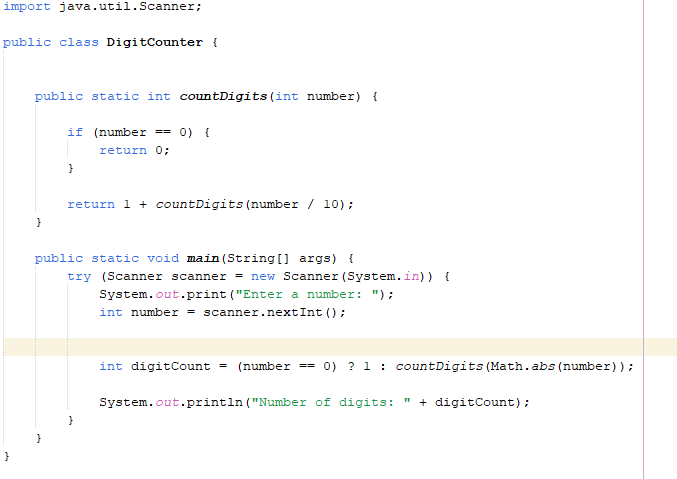 import java.util.Scanner;
public class DigitCounter {
public static int countDigits(int number) {
if (number == 0) {
return 0;
}
return 1 + countDigits(number / 10);
}
public static void main(String[] args) {
try (Scanner scanner = new Scanner(System.in)) {
System.out.print("Enter a number: ");
int number = scanner.nextInt();
int digitCount = (number == 0) ? 1 : countDigits(Math.abs(number));
System.out.println("Number of digits: " + digitCount);
}
}
}